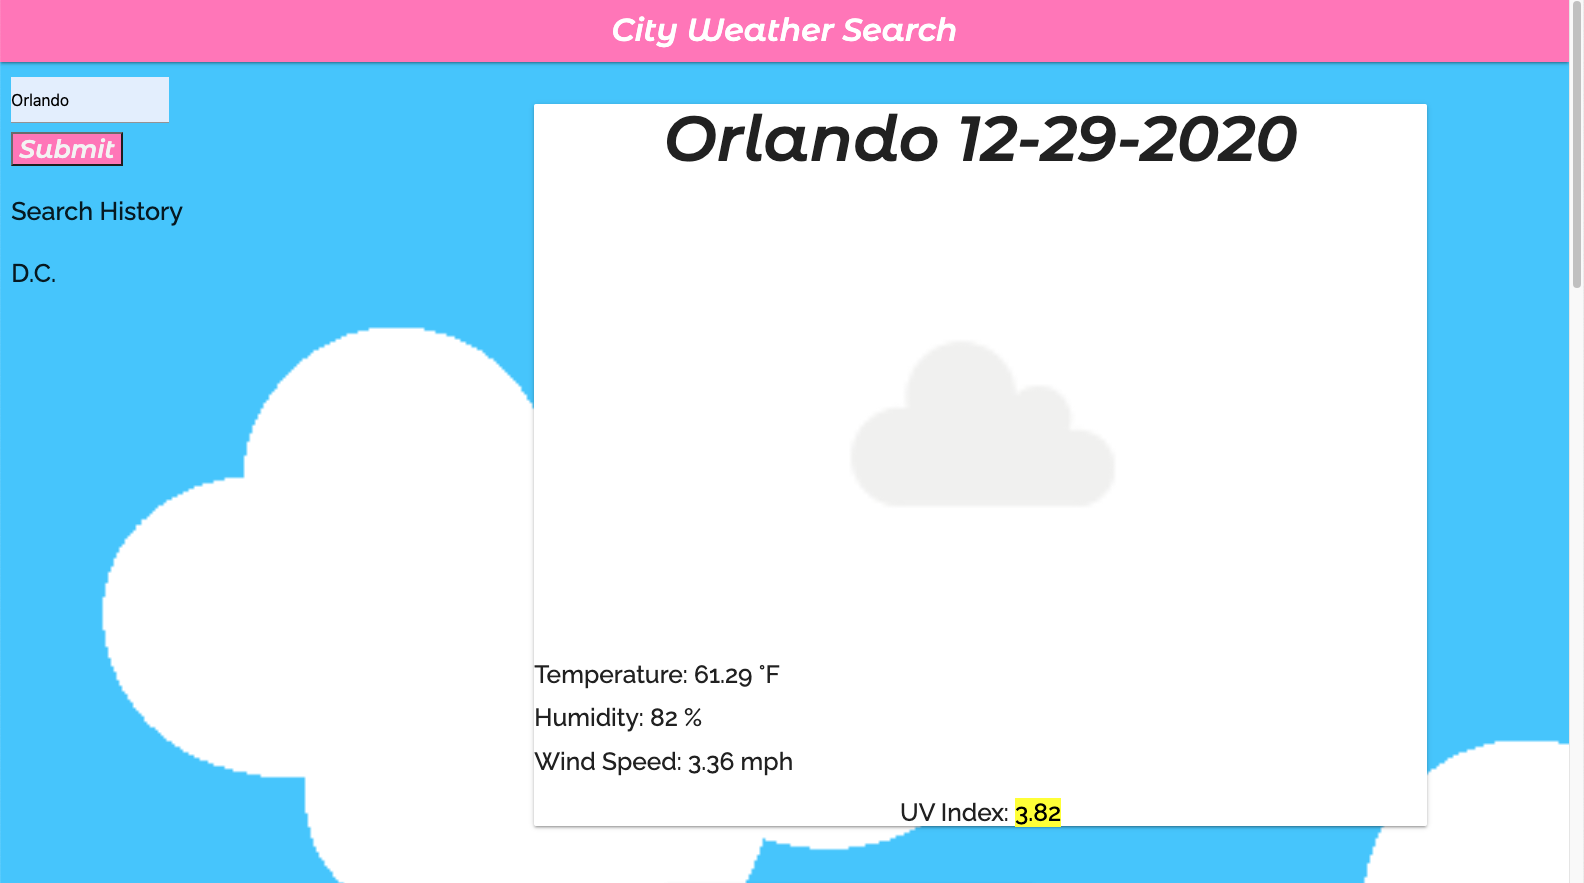 City Weather Search
Orlando
Submit
Search History
D.C.
Orlando 12-29-2020
Temperature: 61.29 °F
Humidity: 82 %
Wind Speed: 3.36 mph
UV Index: 3.82